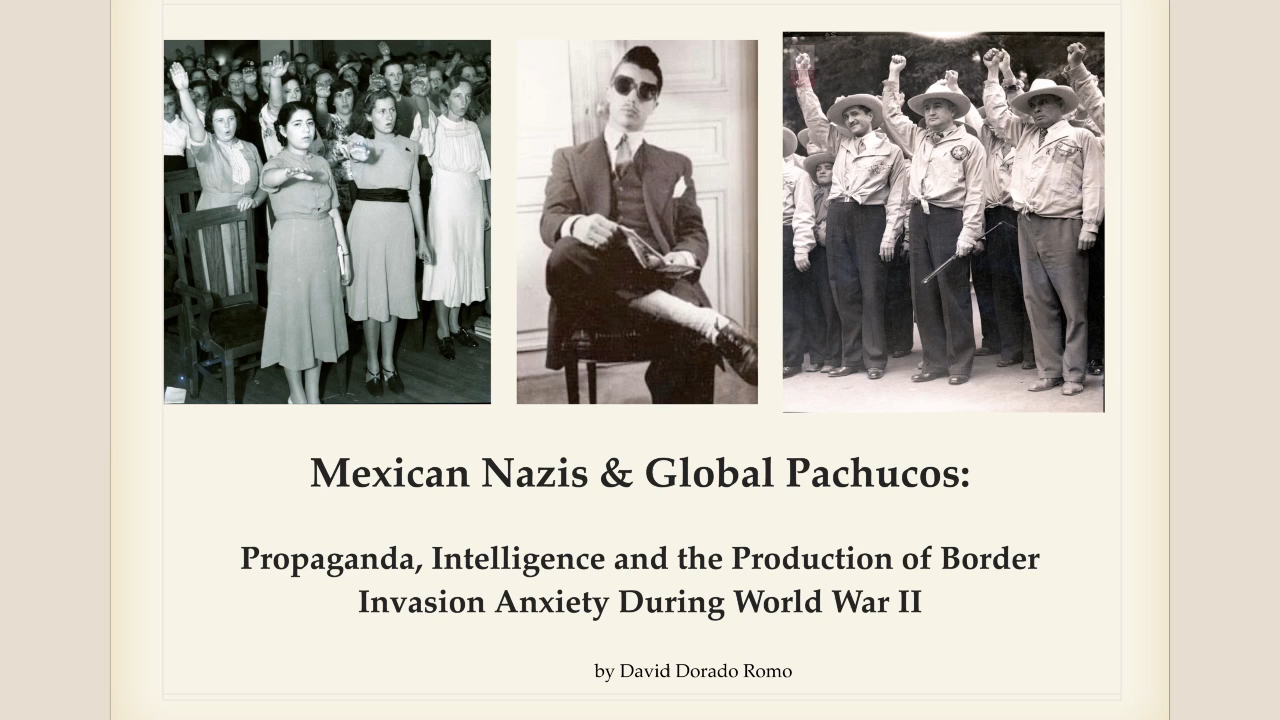 Mexican Nazis & Global Pachucos:
Propaganda, Intelligence and the Production of Border
Invasion Anxiety During World War II
by David Dorado Romo